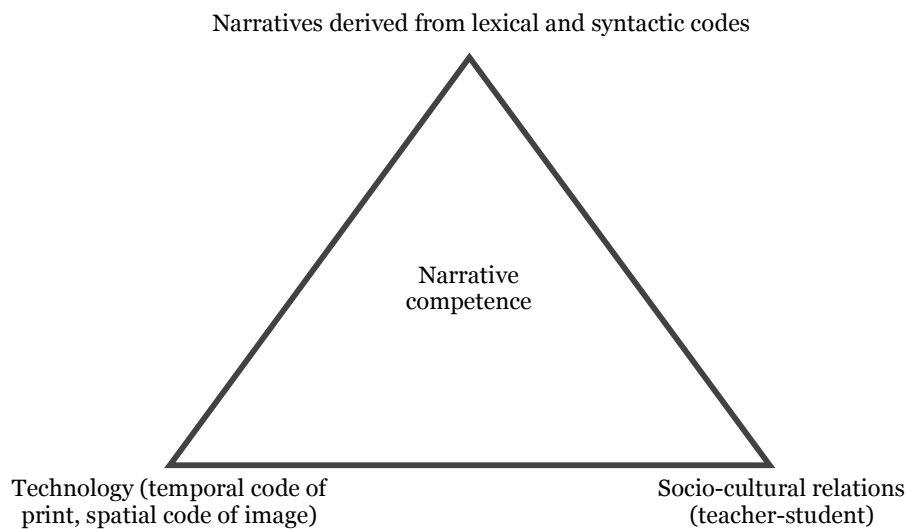 Narratives derived from lexical and syntactic codes
Narrative
competence
Technology (temporal code of
print, spatial code of image)
Socio-cultural relations
(teacher-student)